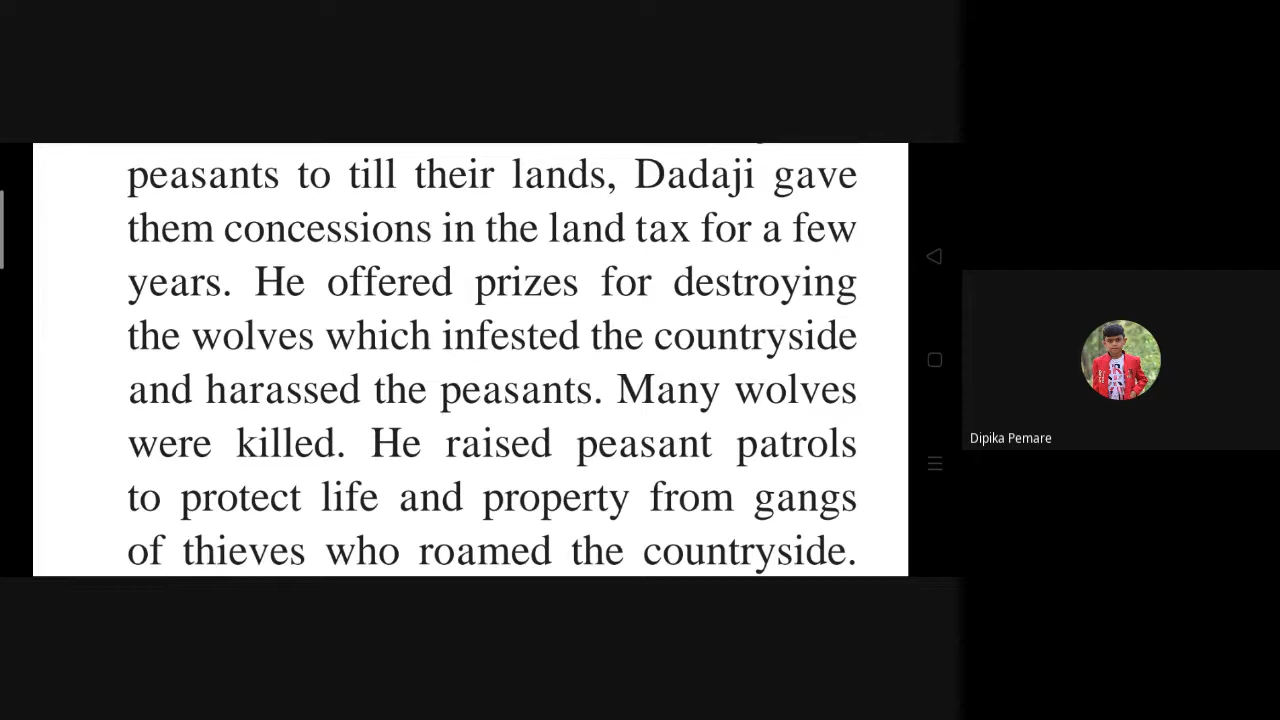 peasants to till their lands, Dadaji gave
them concessions in the land tax for a few
years. He offered prizes for destroying
the wolves which infested the countryside
and harassed the peasants. Many wolves
were killed. He raised peasant patrols
to protect life and property from gangs
of thieves who roamed the countryside.
Dipika Pemare